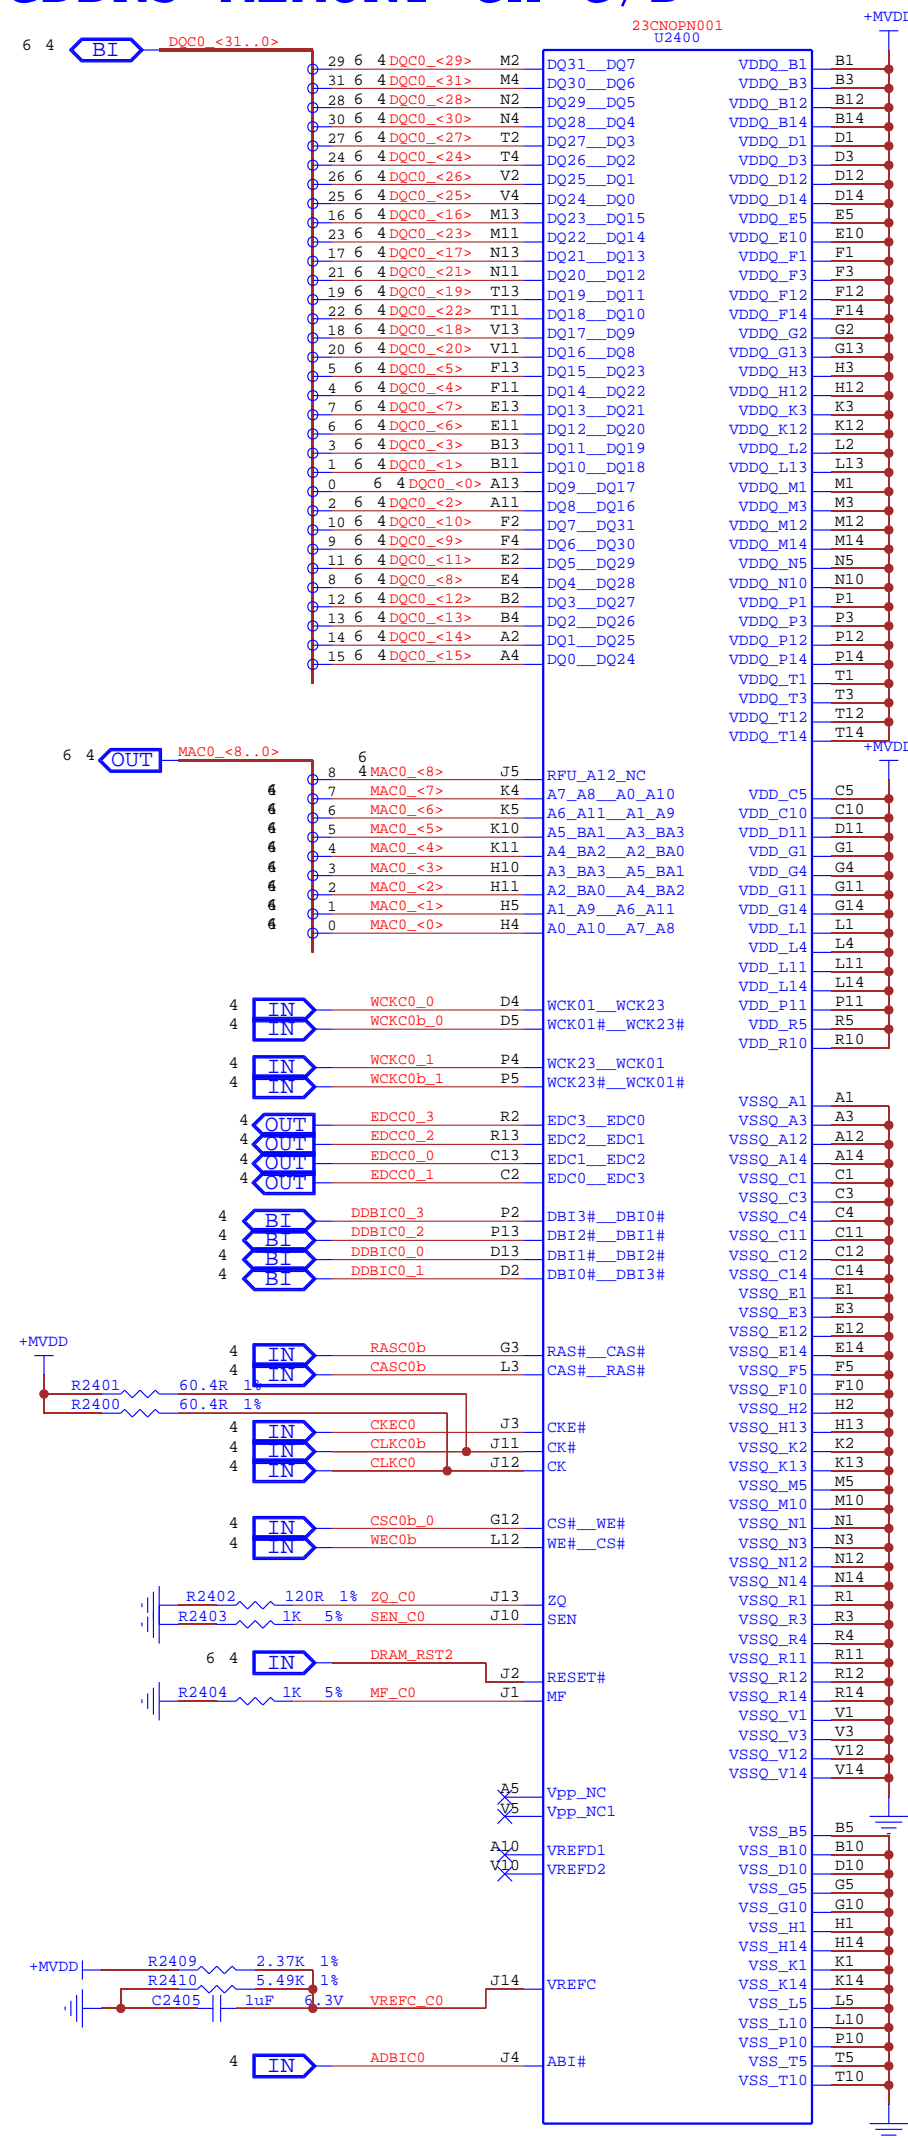 23CNOPN001 +MVDD
U2400
6 4 BI DQC0_<31..0>
29 6 4 DQC0_<29> M2 DQ31__DQ7 VDDQ_B1 B1
31 6 4 DQC0_<31> M4 DQ30__DQ6 VDDQ_B3 B3
28 6 4 DQC0_<28> N2 DQ29__DQ5 VDDQ_B12 B12
30 6 4 DQC0_<30> N4 DQ28__DQ4 VDDQ_B14 B14
27 6 4 DQC0_<27> T2 DQ27__DQ3 VDDQ_D1 D1
24 6 4 DQC0_<24> T4 DQ26__DQ2 VDDQ_D3 D3
26 6 4 DQC0_<26> V2 DQ25__DQ1 VDDQ_D12 D12
25 6 4 DQC0_<25> V4 DQ24__DQ0 VDDQ_D14 D14
16 6 4 DQC0_<16> M13 DQ23__DQ15 VDDQ_E5 E5
23 6 4 DQC0_<23> M11 DQ22__DQ14 VDDQ_E10 E10
17 6 4 DQC0_<17> N13 DQ21__DQ13 VDDQ_F1 F1
21 6 4 DQC0_<21> N11 DQ20__DQ12 VDDQ_F3 F3
19 6 4 DQC0_<19> T13 DQ19__DQ11 VDDQ_F12 F12
22 6 4 DQC0_<22> T11 DQ18__DQ10 VDDQ_F14 F14
18 6 4 DQC0_<18> V13 DQ17__DQ9 VDDQ_G2 G2
20 6 4 DQC0_<20> V11 DQ16__DQ8 VDDQ_G13 G13
5 6 4 DQC0_<5> F13 DQ15__DQ23 VDDQ_H3 H3
4 6 4 DQC0_<4> F11 DQ14__DQ22 VDDQ_H12 H12
7 6 4 DQC0_<7> E13 DQ13__DQ21 VDDQ_K3 K3
6 6 4 DQC0_<6> E11 DQ12__DQ20 VDDQ_K12 K12
3 6 4 DQC0_<3> B13 DQ11__DQ19 VDDQ_L2 L2
1 6 4 DQC0_<1> B11 DQ10__DQ18 VDDQ_L13 L13
0 6 4 DQC0_<0> A13 DQ9__DQ17 VDDQ_M1 M1
2 6 4 DQC0_<2> A11 DQ8__DQ16 VDDQ_M3 M3
10 6 4 DQC0_<10> F2 DQ7__DQ31 VDDQ_M12 M12
9 6 4 DQC0_<9> F4 DQ6__DQ30 VDDQ_M14 M14
11 6 4 DQC0_<11> E2 DQ5__DQ29 VDDQ_N5 N5
8 6 4 DQC0_<8> E4 DQ4__DQ28 VDDQ_N10 N10
12 6 4 DQC0_<12> B2 DQ3__DQ27 VDDQ_P1 P1
13 6 4 DQC0_<13> B4 DQ2__DQ26 VDDQ_P3 P3
14 6 4 DQC0_<14> A2 DQ1__DQ25 VDDQ_P12 P12
15 6 4 DQC0_<15> A4 DQ0__DQ24 VDDQ_P14 P14
VDDQ_T1 T1
VDDQ_T3 T3
VDDQ_T12 T12
VDDQ_T14 T14
6 4 OUT MAC0_<8..0> +MVDD
8 6 4 MAC0_<8> J5 RFU_A12_NC
7 MAC0_<7> K4 A7_A8__A0_A10 VDD_C5 C5
6 MAC0_<6> K5 A6_A11__A1_A9 VDD_C10 C10
5 MAC0_<5> K10 A5_BA1__A3_BA3 VDD_D11 D11
4 MAC0_<4> K11 A4_BA2__A2_BA0 VDD_G1 G1
3 MAC0_<3> H10 A3_BA3__A5_BA1 VDD_G4 G4
2 MAC0_<2> H11 A2_BA0__A4_BA2 VDD_G11 G11
1 MAC0_<1> H5 A1_A9__A6_A11 VDD_G14 G14
0 MAC0_<0> H4 A0_A10__A7_A8 VDD_L1 L1
VDD_L4 L4
VDD_L11 L11
VDD_L14 L14
4 IN WCKC0_0 D4 WCK01__WCK23 VDD_P11 P11
4 IN WCKC0b_0 D5 WCK01#__WCK23# VDD_R5 R5
VDD_R10 R10
4 IN WCKC0_1 P4 WCK23__WCK01
4 IN WCKC0b_1 P5 WCK23#__WCK01#
VSSQ_A1 A1
4 OUT EDCC0_3 R2 EDC3__EDC0 VSSQ_A3 A3
4 OUT EDCC0_2 R13 EDC2__EDC1 VSSQ_A12 A12
4 OUT EDCC0_0 C13 EDC1__EDC2 VSSQ_A14 A14
4 OUT EDCC0_1 C2 EDC0__EDC3 VSSQ_C1 C1
VSSQ_C3 C3
4 BI DDBIC0_3 P2 DBI3#__DBI0# VSSQ_C4 C4
4 BI DDBIC0_2 P13 DBI2#__DBI1# VSSQ_C11 C11
4 BI DDBIC0_0 D13 DBI1#__DBI2# VSSQ_C12 C12
4 BI DDBIC0_1 D2 DBI0#__DBI3# VSSQ_C14 C14
VSSQ_E1 E1
VSSQ_E3 E3
+MVDD VSSQ_E12 E12
4 IN RASC0b G3 RAS#__CAS# VSSQ_E14 E14
4 IN CASC0b L3 CAS#__RAS# VSSQ_F5 F5
R2401 60.4R 1% VSSQ_F10 F10
R2400 60.4R 1% VSSQ_H2 H2
4 IN CKEC0 J3 CKE# VSSQ_H13 H13
4 IN CLKC0b J11 CK# VSSQ_K2 K2
4 IN CLKC0 J12 CK VSSQ_K13 K13
VSSQ_M5 M5
VSSQ_M10 M10
4 IN CSC0b_0 G12 CS#__WE# VSSQ_N1 N1
4 IN WEC0b L12 WE#__CS# VSSQ_N3 N3
VSSQ_N12 N12
VSSQ_N14 N14
R2402 120R 1% ZQ_C0 J13 ZQ VSSQ_R1 R1
R2403 1K 5% SEN_C0 J10 SEN VSSQ_R3 R3
VSSQ_R4 R4
6 4 IN DRAM_RST2 VSSQ_R11 R11
J2 RESET# VSSQ_R12 R12
R2404 1K 5% MF_C0 J1 MF VSSQ_R14 R14
VSSQ_V1 V1
VSSQ_V3 V3
VSSQ_V12 V12
VSSQ_V14 V14
A5 Vpp_NC
V5 Vpp_NC1
VSS_B5 B5
A10 VREFD1 VSS_B10 B10
V10 VREFD2 VSS_D10 D10
VSS_G5 G5
VSS_G10 G10
VSS_H1 H1
VSS_H14 H14
+MVDD R2409 2.37K 1% VSS_K1 K1
R2410 5.49K 1% J14 VREFC VSS_K14 K14
C2405 1uF 6.3V VREFC_C0 VSS_L5 L5
VSS_L10 L10
VSS_P10 P10
4 IN ADBIC0 J4 ABI# VSS_T5 T5
VSS_T10 T10